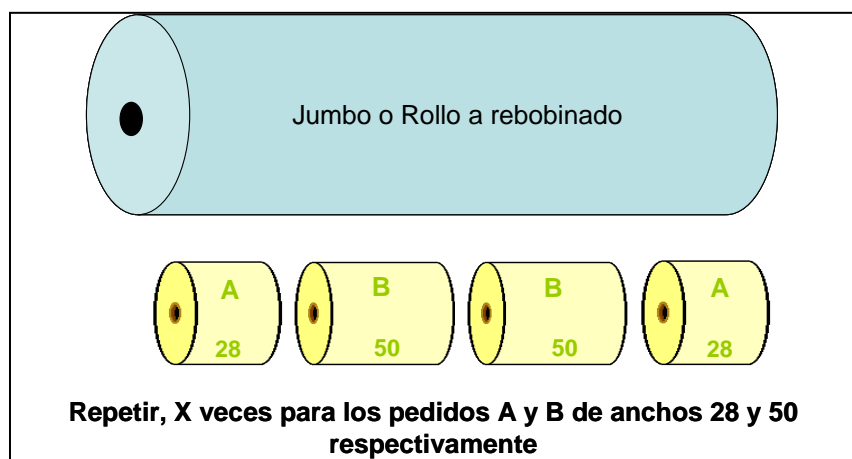 Jumbo o Rollo a rebobinado
A B B A
28 50 50 28
Repetir, X veces para los pedidos A y B de anchos 28 y 50
respectivamente